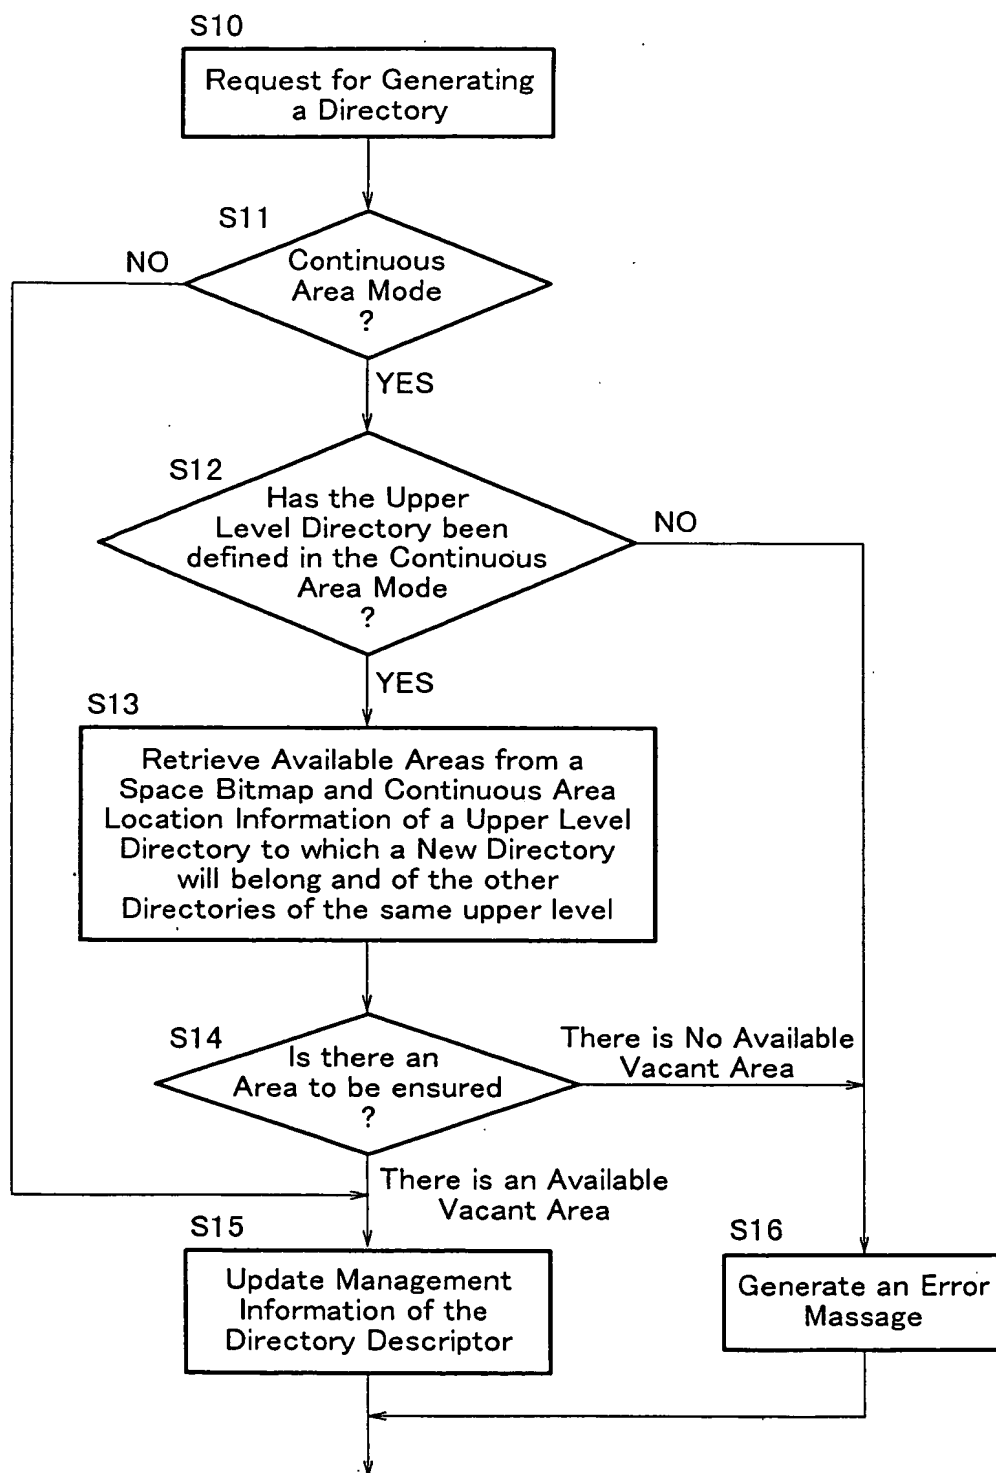 S10
Request for Generating
a Directory
S11
NO
Continuous
Area Mode
?
YES
S12
Has the Upper
Level Directory been
defined in the Continuous
Area Mode
?
NO
YES
S13
Retrieve Available Areas from a
Space Bitmap and Continuous Area
Location Information of a Upper Level
Directory to which a New Directory
will belong and of the other
Directories of the same upper level
S14
Is there an
Area to be ensured
?
There is No Available
Vacant Area
There is an Available
Vacant Area
S15
Update Management
Information of the
Directory Descriptor
S16
Generate an Error
Massage